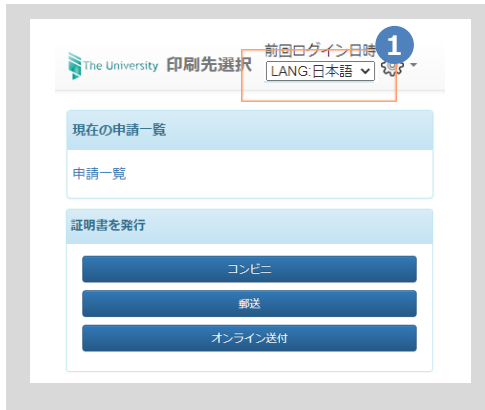 前回ログイン日時
1
The University 印刷先選択
LANG:日本語
現在の申請一覧
申請一覧
証明書を発行
コンビニ
郵送
オンライン送付